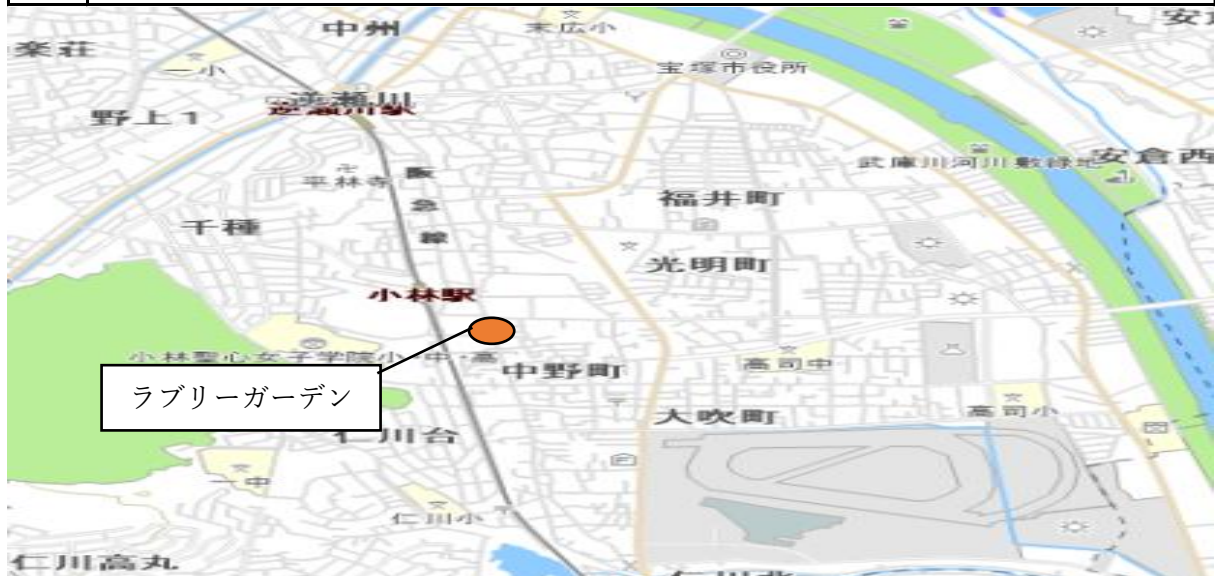 中州
末広小
安
楽荘
一小
宝塚市役所
逆瀬川
逆瀬川駅
野上1
武庫川河川敷緑地
安倉西
平林寺
阪急線
福井町
千種
光明町
小林駅
小林聖心女子学院小・中・高
中野町
高司中
ラブリーガーデン
大吹町
高司小
仁川台
一中
仁川小
仁川高丸
仁川北